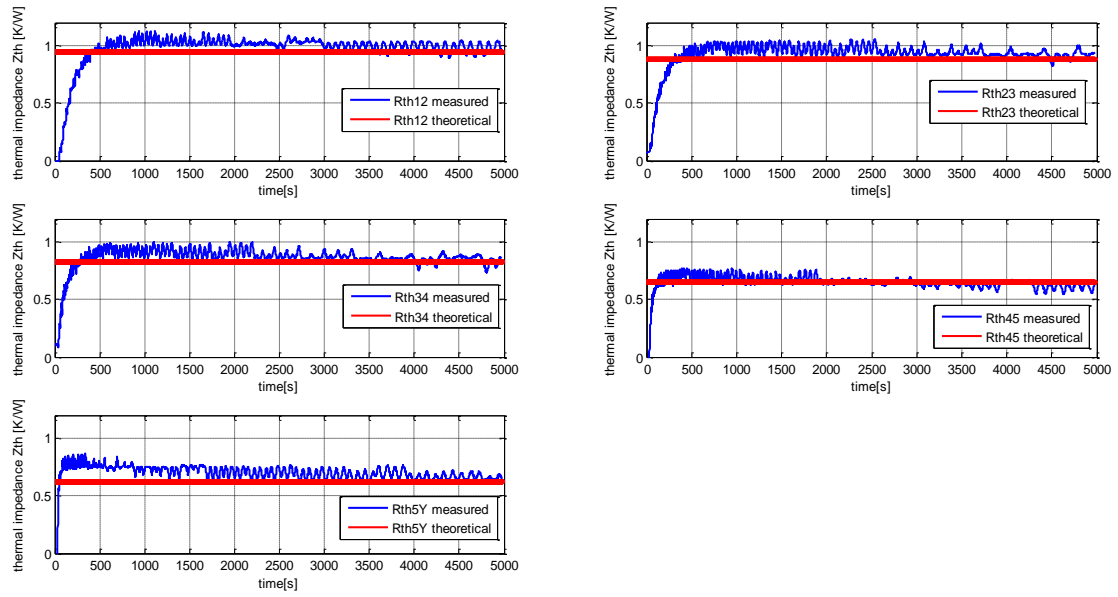 thermal impedance Zth [K/W]
1
0.5
0
Rth12 measured
Rth12 theoretical
0 500 1000 1500 2000 2500 3000 3500 4000 4500 5000
time[s]
thermal impedance Zth [K/W]
1
0.5
0
Rth23 measured
Rth23 theoretical
0 500 1000 1500 2000 2500 3000 3500 4000 4500 5000
time[s]
thermal impedance Zth [K/W]
1
0.5
0
Rth34 measured
Rth34 theoretical
0 500 1000 1500 2000 2500 3000 3500 4000 4500 5000
time[s]
thermal impedance Zth [K/W]
1
0.5
0
Rth45 measured
Rth45 theoretical
0 500 1000 1500 2000 2500 3000 3500 4000 4500 5000
time[s]
thermal impedance Zth [K/W]
1
0.5
0
Rth5Y measured
Rth5Y theoretical
0 500 1000 1500 2000 2500 3000 3500 4000 4500 5000
time[s]